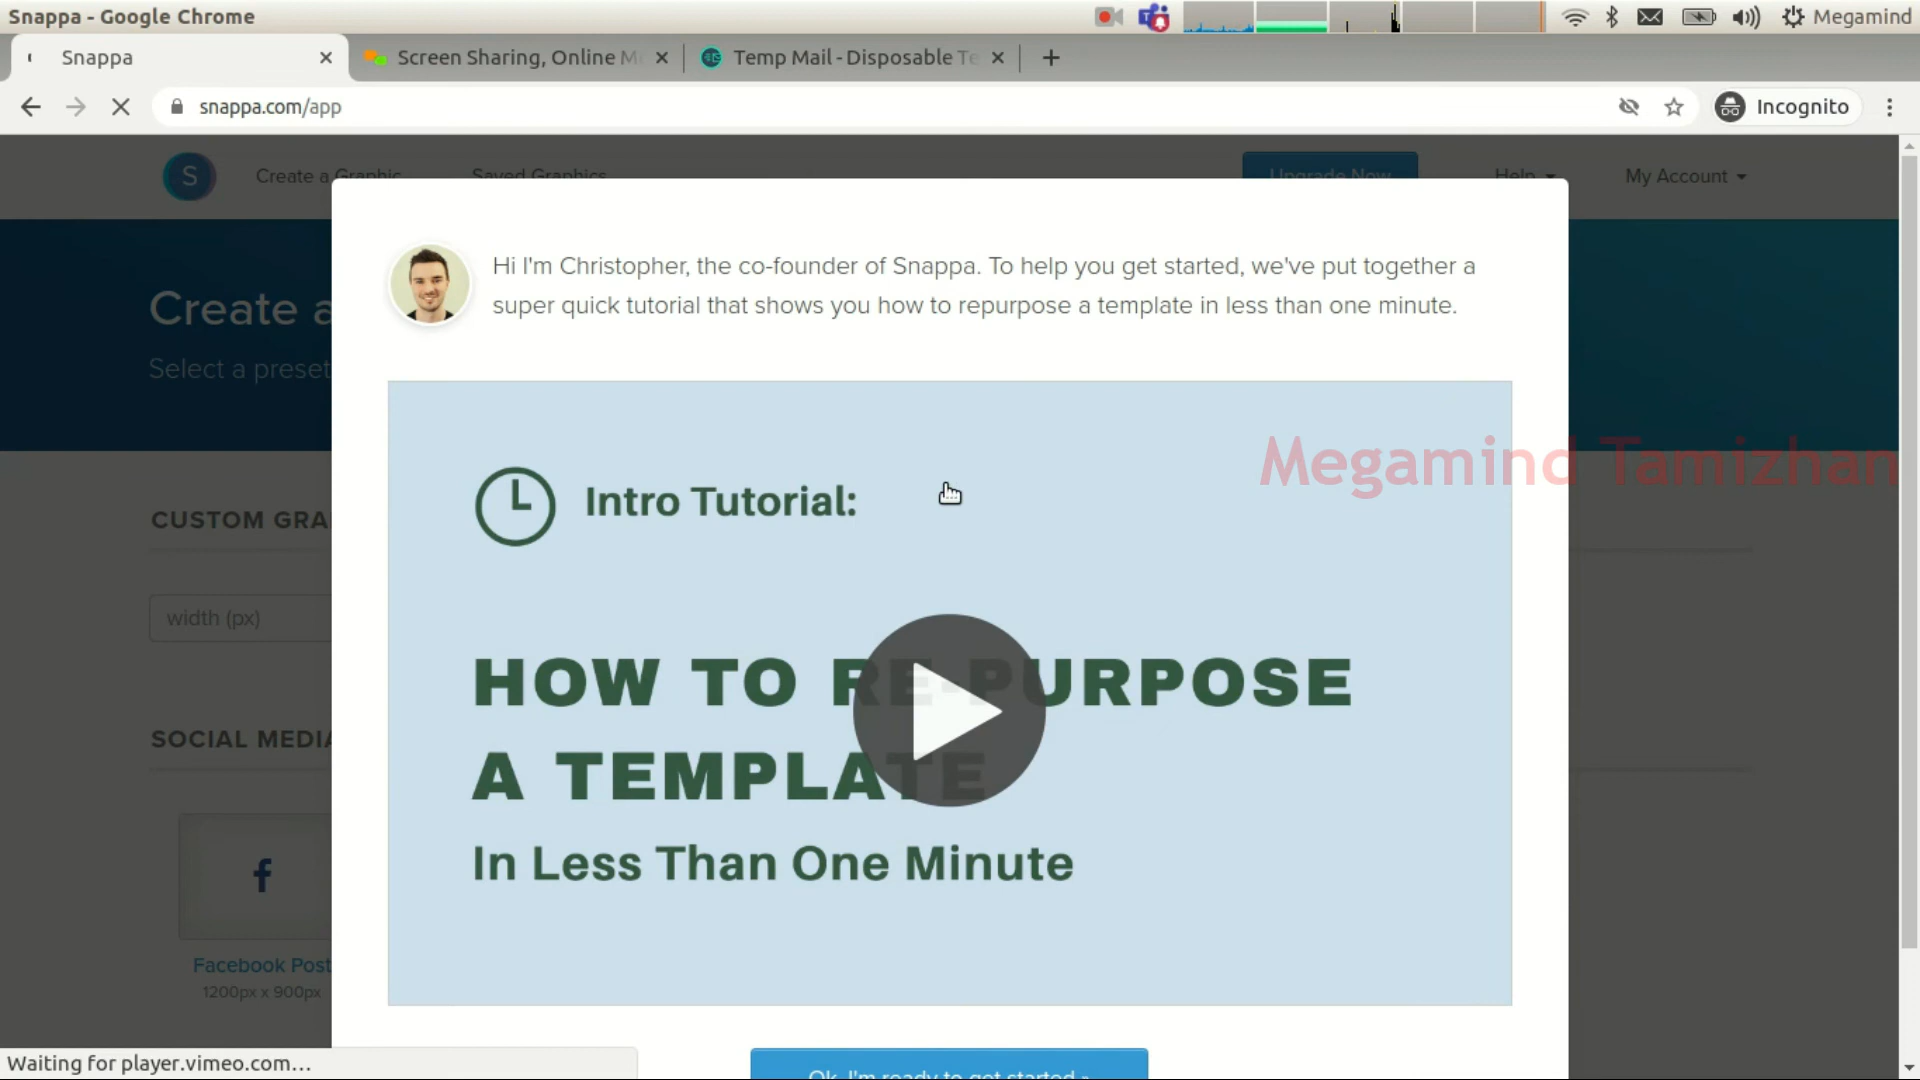 Snappa - Google Chrome
Megamind
Snappa
Screen Sharing, Online M
Temp Mail - Disposable Te
snappa.com/app
Incognito
S
Create a Graphic
Saved Graphics
Upgrade Now
Help
My Account
Hi I'm Christopher, the co-founder of Snappa. To help you get started, we've put together a
super quick tutorial that shows you how to repurpose a template in less than one minute.
Create a
Select a preset
Megamind Tamizhan
Intro Tutorial:
CUSTOM GRA
width (px)
HOW TO RE-PURPOSE
A TEMPLATE
In Less Than One Minute
SOCIAL MEDIA
Facebook Post
1200px x 900px
Waiting for player.vimeo.com...
Ok, I'm ready to get started »